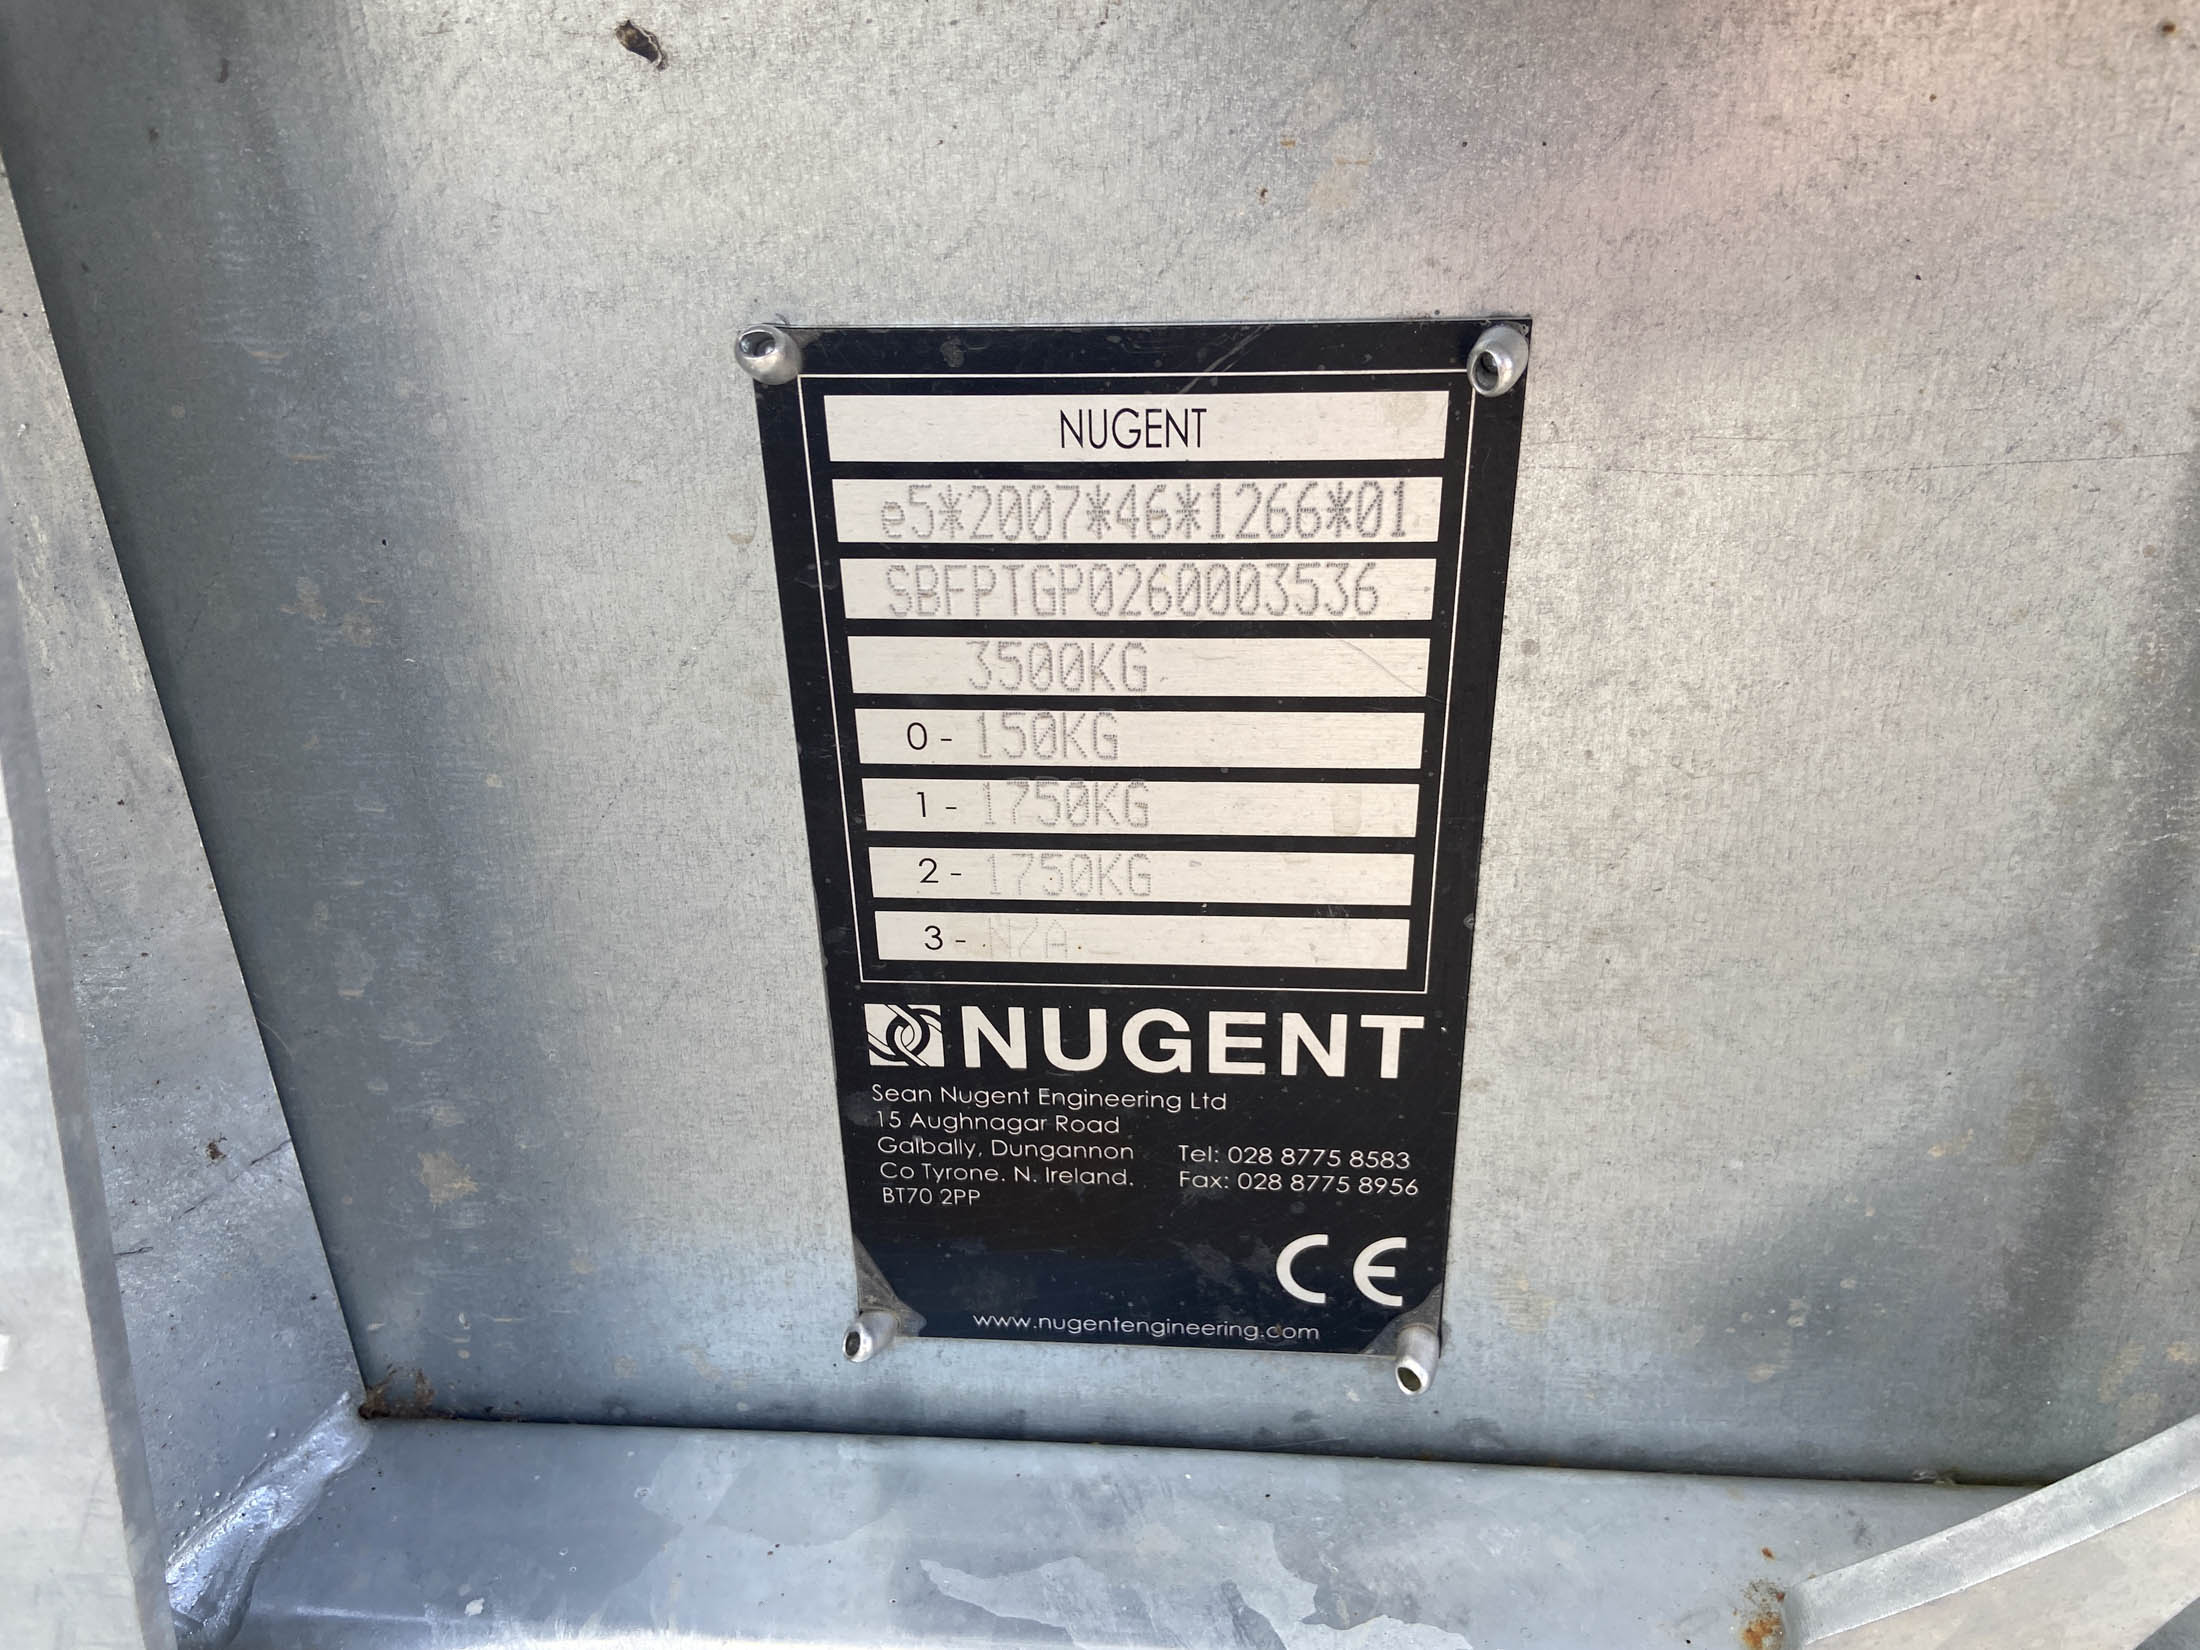 NUGENT
e5*2007*46*1266*01
SBFPTGP0260003536
3500KG
0 - 150KG
1 - 1750KG
2 - 1750KG
3 - N/A
NUGENT
Sean Nugent Engineering Ltd
15 Aughnagar Road
Galbally, Dungannon Tel: 028 8775 8583
Co Tyrone. N. Ireland. Fax: 028 8775 8956
BT70 2PP
CE
www.nugentengineering.com